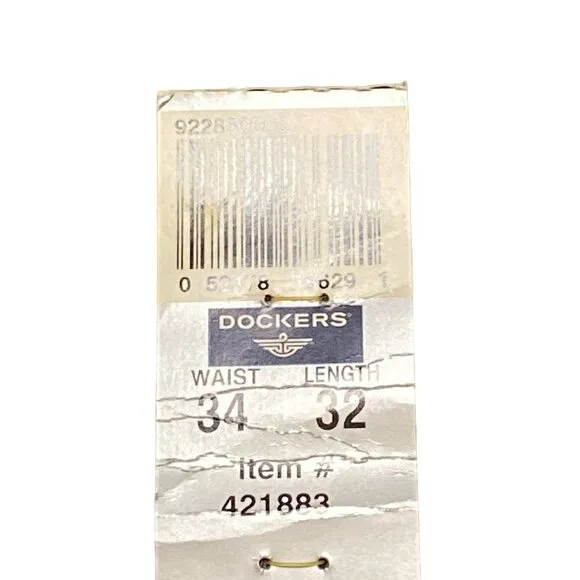 DOCKERS
WAIST LENGTH
34 32
Item #
421883